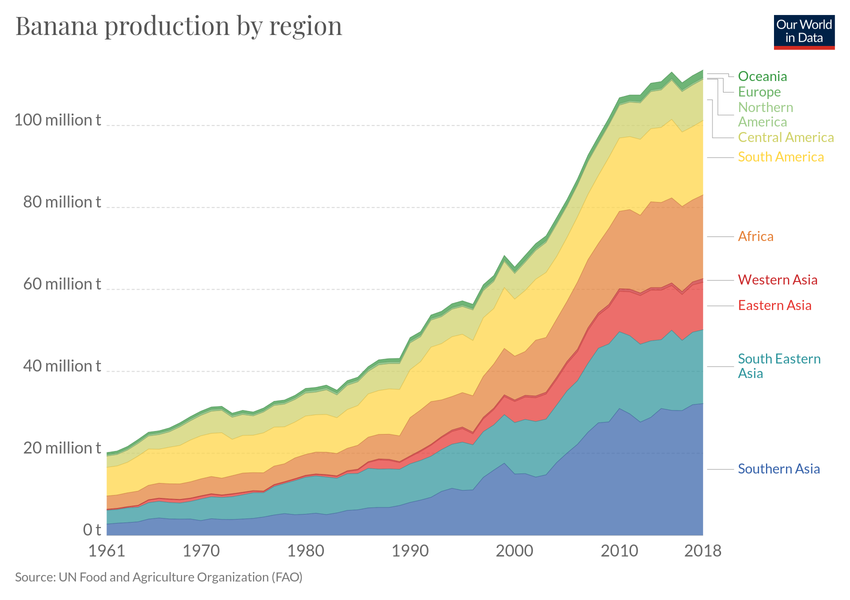 Banana production by region
Our World
in Data
Oceania
Europe
Northern
America
Central America
South America
Africa
Western Asia
Eastern Asia
South Eastern
Asia
Southern Asia
100 million t
80 million t
60 million t
40 million t
20 million t
0 t
1961 1970 1980 1990 2000 2010 2018
Source: UN Food and Agriculture Organization (FAO)